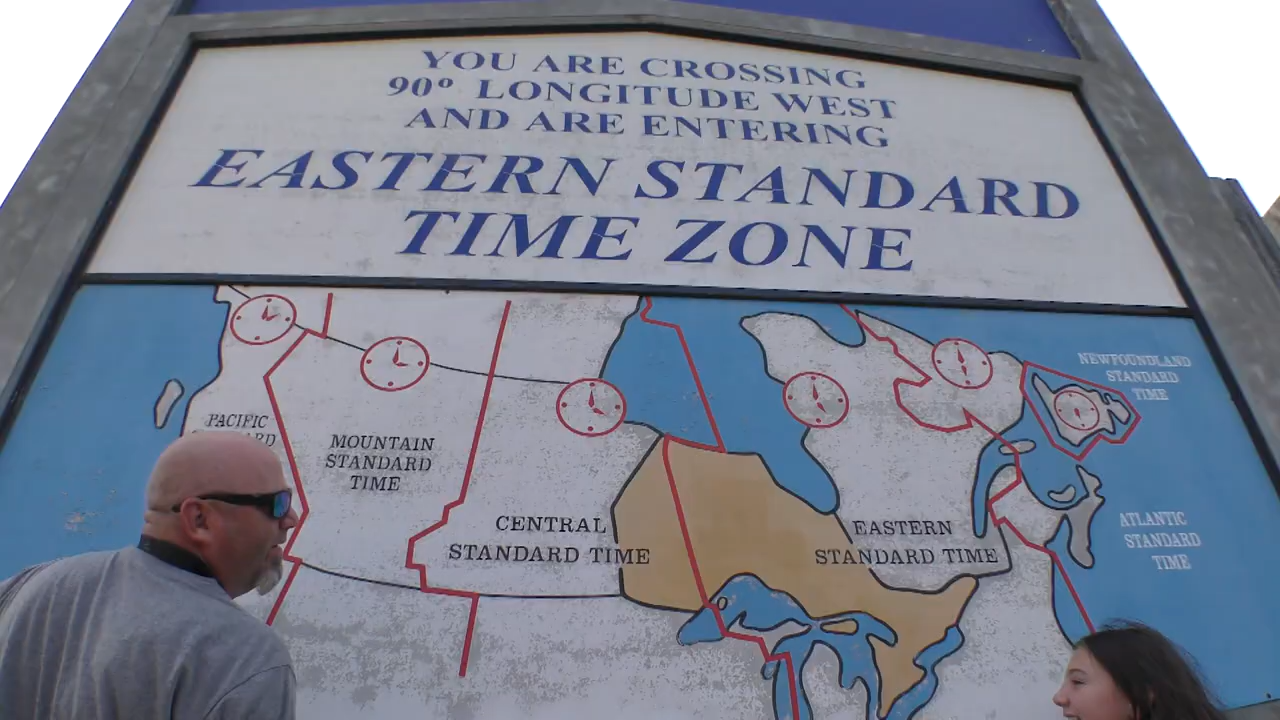 YOU ARE CROSSING
90° LONGITUDE WEST
AND ARE ENTERING
EASTERN STANDARD
TIME ZONE
NEWFOUNDLAND
STANDARD
TIME
PACIFIC
MOUNTAIN
STANDARD
TIME
CENTRAL
STANDARD TIME
EASTERN
STANDARD TIME
ATLANTIC
STANDARD
TIME